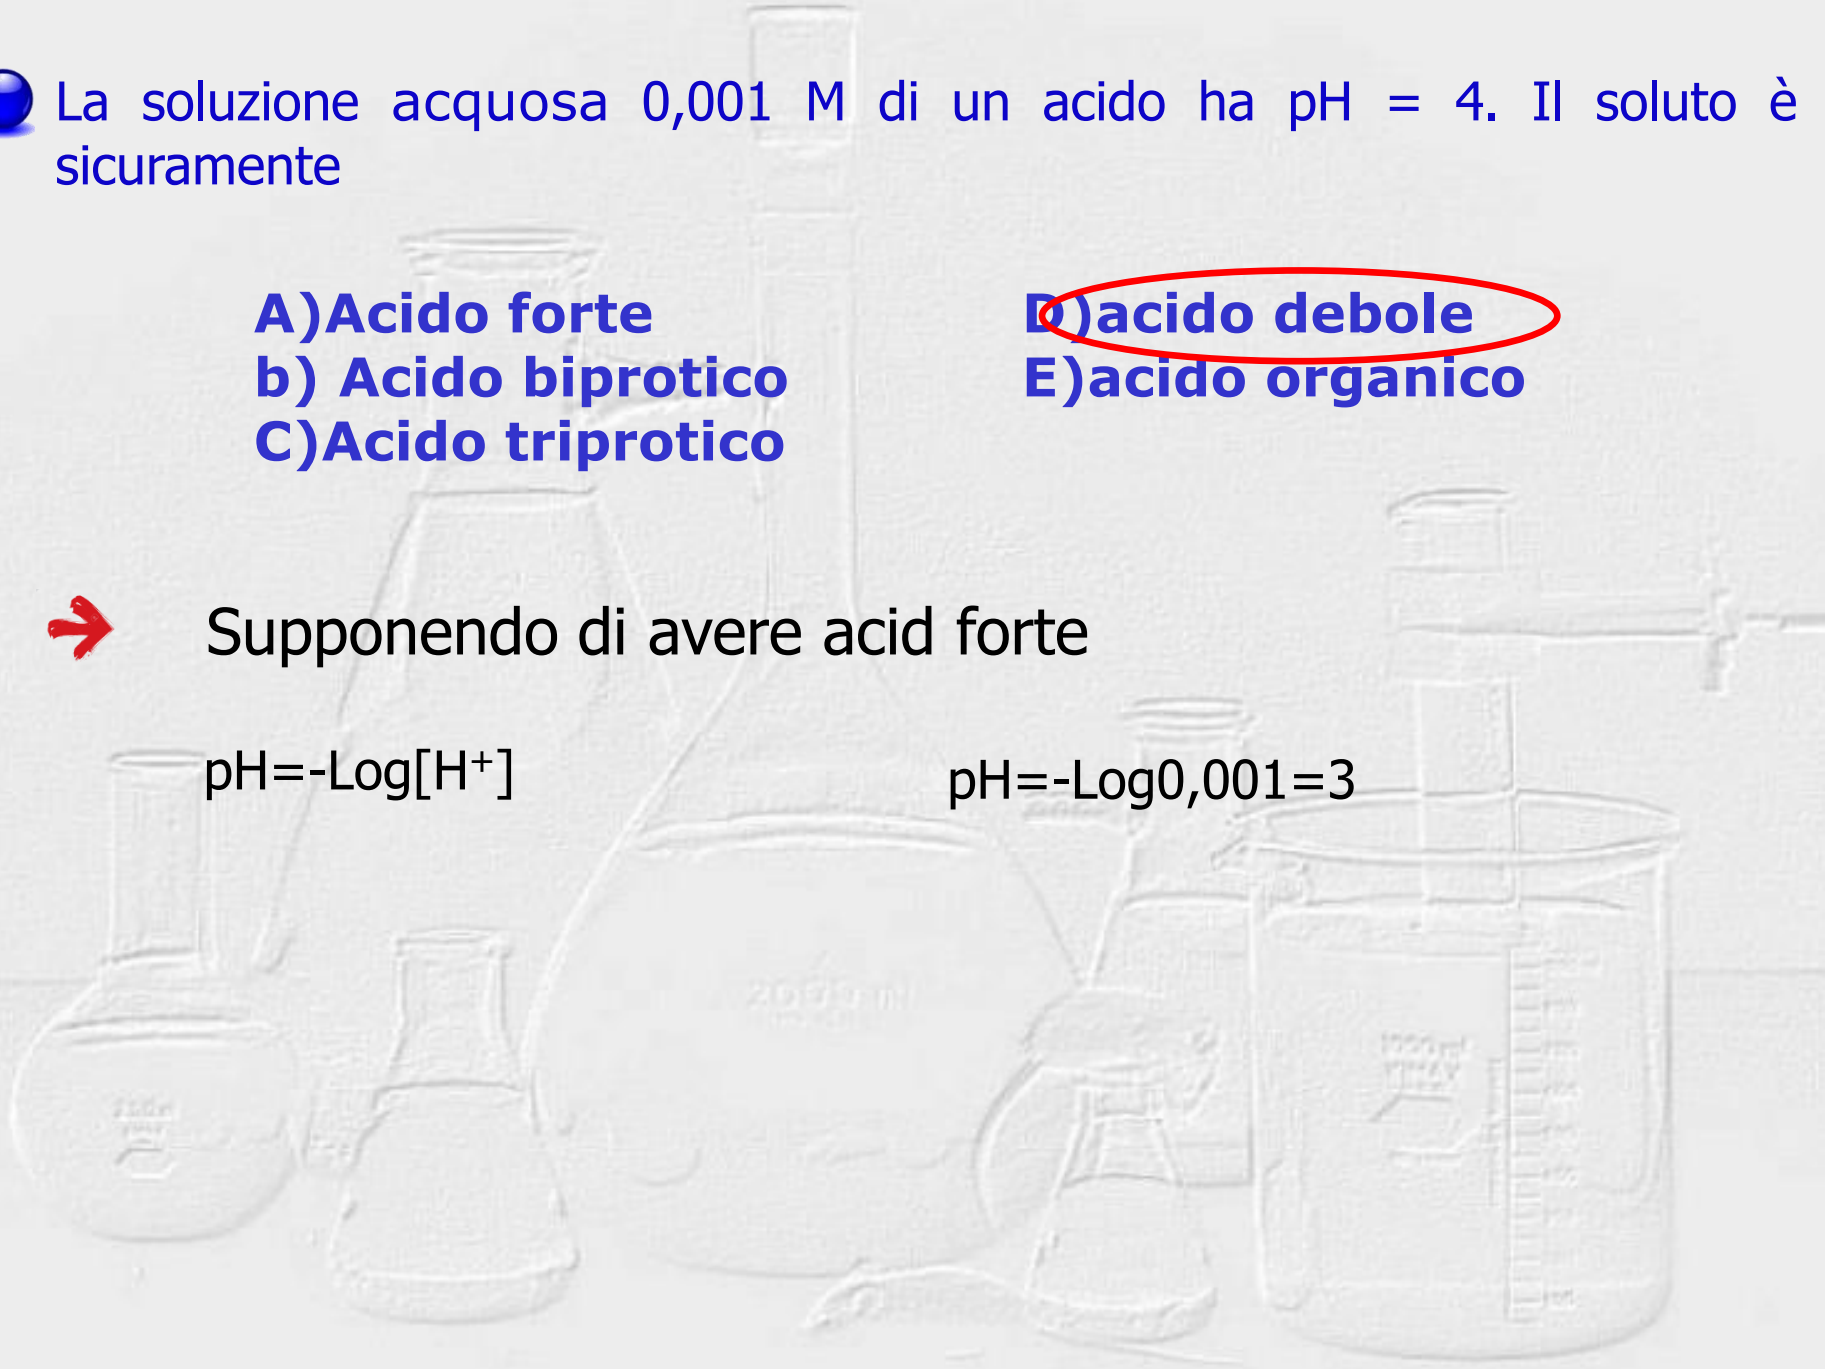 La soluzione acquosa 0,001 M di un acido ha pH = 4. Il soluto è
sicuramente
A)Acido forte
b) Acido biprotico
C)Acido triprotico
D)acido debole
E)acido organico
Supponendo di avere acid forte
pH=-Log[H⁺]
pH=-Log0,001=3